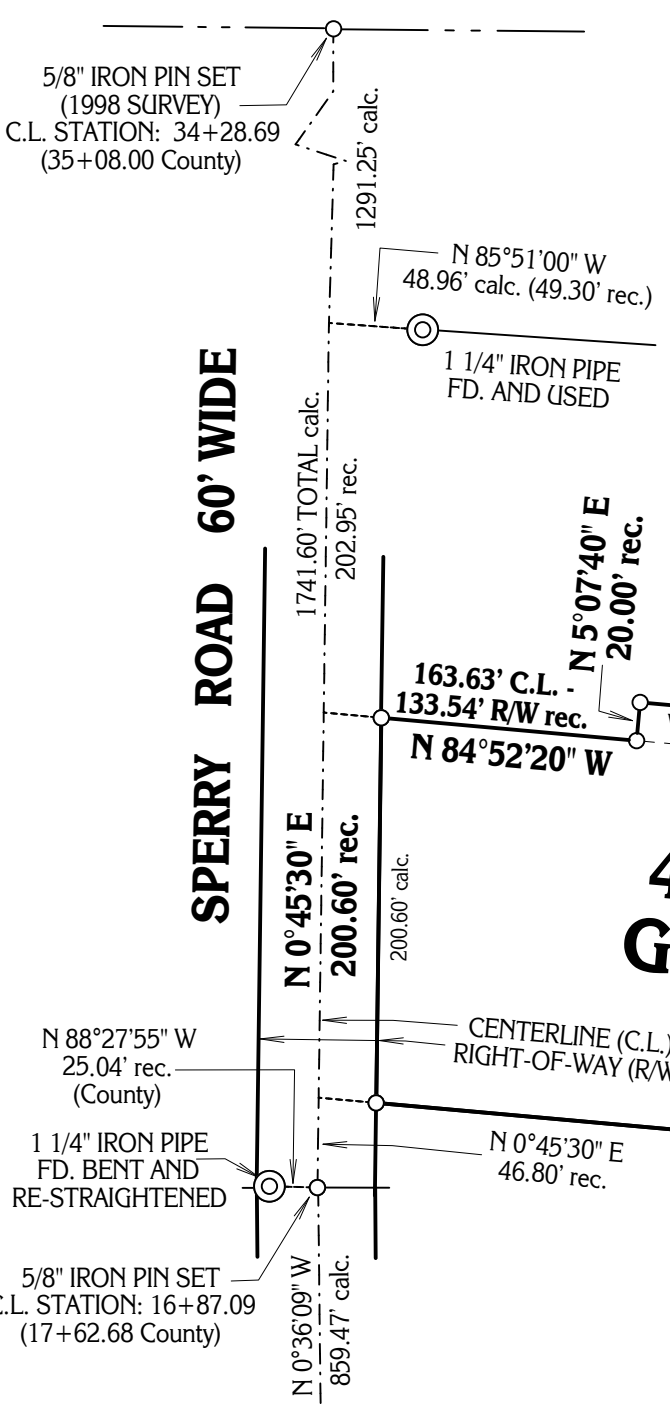 5/8" IRON PIN SET
(1998 SURVEY)
C.L. STATION: 34+28.69
(35+08.00 County)
1291.25' calc.
N 85°51'00" W
48.96' calc. (49.30' rec.)
1 1/4" IRON PIPE
FD. AND USED
SPERRY ROAD 60' WIDE
1741.60' TOTAL calc.
202.95' rec.
N 5°07'40" E
20.00' rec.
163.63' C.L. -
133.54' R/W rec.
N 84°52'20" W
N 0°45'30" E
200.60' rec.
200.60' calc.
4
G
CENTERLINE (C.L.)
RIGHT-OF-WAY (R/W
N 88°27'55" W
25.04' rec.
(County)
1 1/4" IRON PIPE
FD. BENT AND
RE-STRAIGHTENED
N 0°45'30" E
46.80' rec.
5/8" IRON PIN SET
C.L. STATION: 16+87.09
(17+62.68 County)
N 0°36'09" W
859.47' calc.